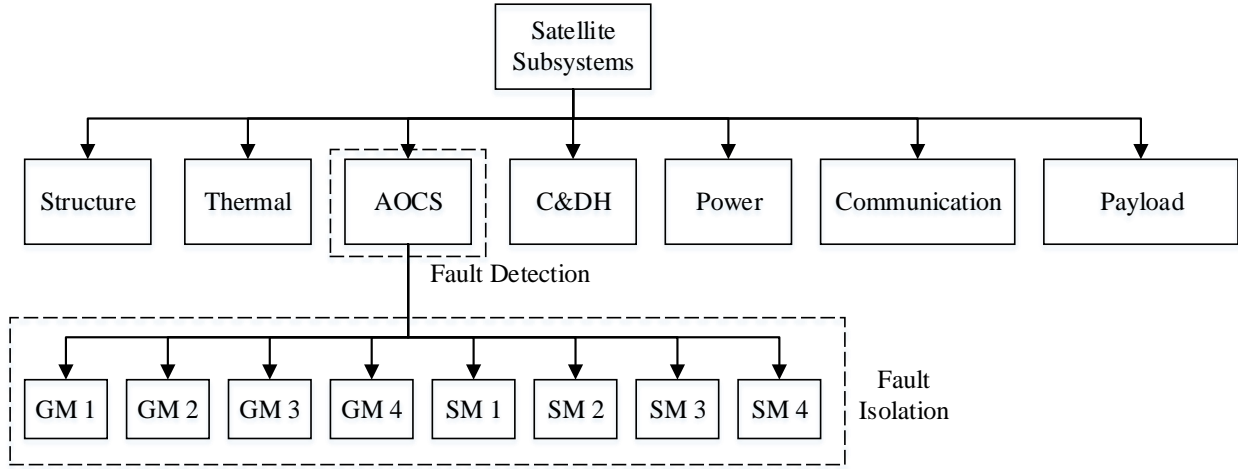 Satellite
Subsystems
Structure
Thermal
AOCS
C&DH
Power
Communication
Payload
Fault Detection
GM 1
GM 2
GM 3
GM 4
SM 1
SM 2
SM 3
SM 4
Fault
Isolation